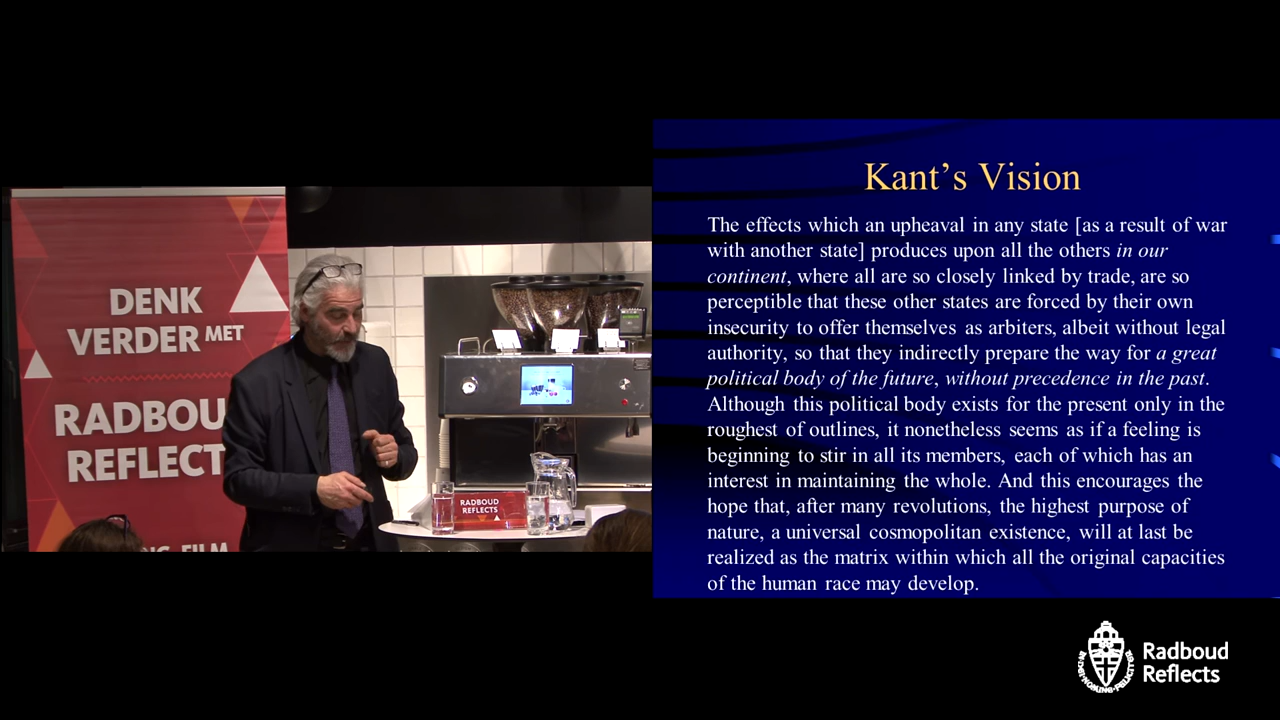 DENK
VERDER MET
RADBOU
REFLECT
RADBOUD
REFLECTS
Kant’s Vision
The effects which an upheaval in any state [as a result of war
with another state] produces upon all the others in our
continent, where all are so closely linked by trade, are so
perceptible that these other states are forced by their own
insecurity to offer themselves as arbiters, albeit without legal
authority, so that they indirectly prepare the way for a great
political body of the future, without precedence in the past.
Although this political body exists for the present only in the
roughest of outlines, it nonetheless seems as if a feeling is
beginning to stir in all its members, each of which has an
interest in maintaining the whole. And this encourages the
hope that, after many revolutions, the highest purpose of
nature, a universal cosmopolitan existence, will at last be
realized as the matrix within which all the original capacities
of the human race may develop.
Radboud
Reflects